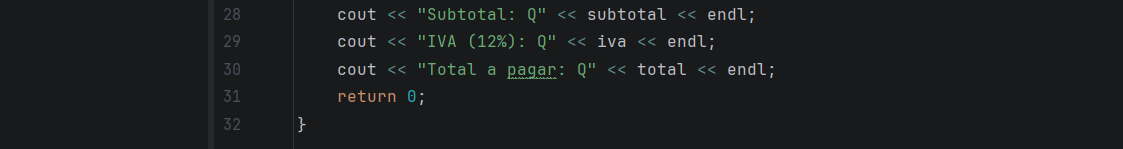 28 cout << "Subtotal: Q" << subtotal << endl;
29 cout << "IVA (12%): Q" << iva << endl;
30 cout << "Total a pagar: Q" << total << endl;
31 return 0;
32 }